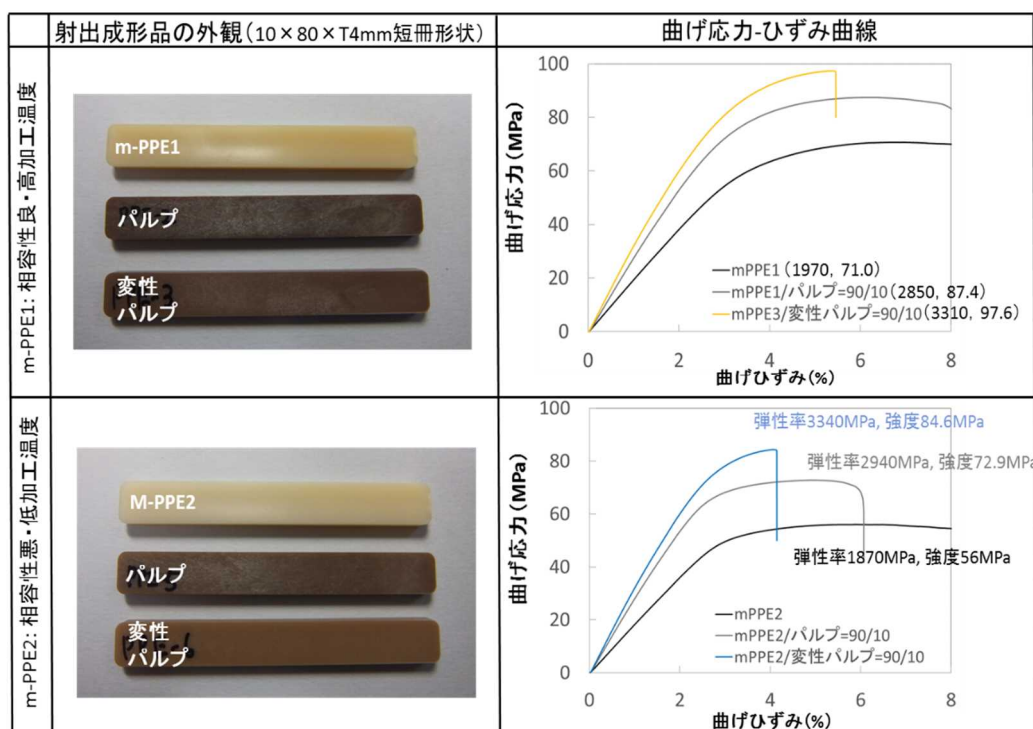 射出成形品の外観(10×80×T4mm短冊形状)
曲げ応力-ひずみ曲線
m-PPE1: 相容性良・高加工温度
m-PPE1
パルプ
変性
パルプ
曲げ応力(MPa)
100
80
60
40
20
0
mPPE1 (1970, 71.0)
mPPE1/パルプ=90/10(2850, 87.4)
mPPE3/変性パルプ=90/10(3310, 97.6)
0 2 4 6 8
曲げひずみ(%)
m-PPE2: 相容性悪・低加工温度
M-PPE2
パルプ
変性
パルプ
曲げ応力(MPa)
100
80
60
40
20
0
弾性率3340MPa, 強度84.6MPa
弾性率2940MPa, 強度72.9MPa
弾性率1870MPa, 強度56MPa
mPPE2
mPPE2/パルプ=90/10
mPPE2/変性パルプ=90/10
0 2 4 6 8
曲げひずみ(%)